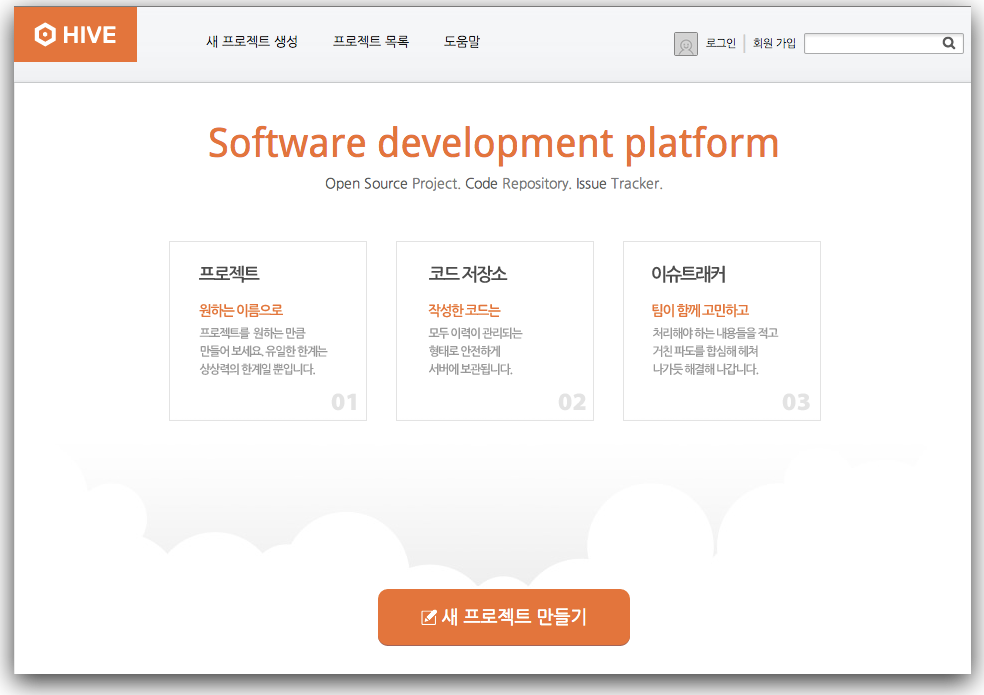 HIVE
새 프로젝트 생성 프로젝트 목록 도움말
로그인 회원 가입
Software development platform
Open Source Project. Code Repository. Issue Tracker.
프로젝트
원하는 이름으로
프로젝트를 원하는 만큼
만들어 보세요. 유일한 한계는
상상력의 한계일 뿐입니다.
01
코드 저장소
작성한 코드는
모두 이력이 관리되는
형태로 안전하게
서버에 보관됩니다.
02
이슈트래커
팀이 함께 고민하고
처리해야 하는 내용들을 적고
거친 파도를 합심해 헤쳐
나가듯 해결해 나갑니다.
03
새 프로젝트 만들기